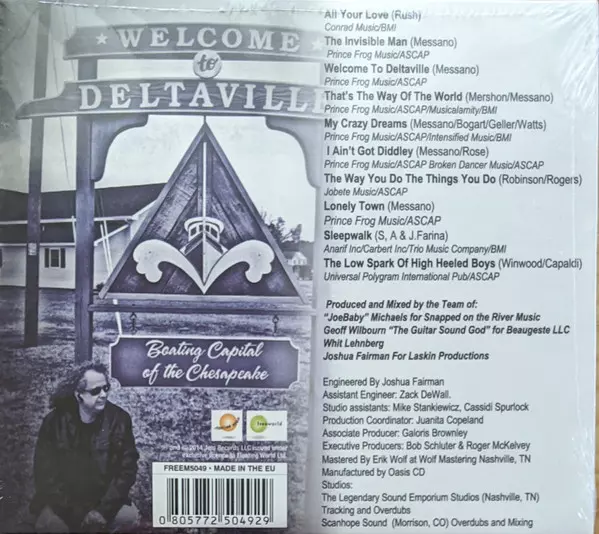 WELCOME
to
DELTAVILLE
Boating Capital
of the Chesapeake
All Your Love (Rush)
Conrad Music/BMI
The Invisible Man (Messano)
Prince Frog Music/ASCAP
Welcome To Deltaville (Messano)
Prince Frog Music/ASCAP
That's The Way Of The World (Mershon/Messano)
Prince Frog Music/ASCAP/Musicalamity/BMI
My Crazy Dreams (Messano/Bogart/Geller/Watts)
Prince Frog Music/ASCAP/Intensified Music/BMI
I Ain't Got Diddley (Messano/Rose)
Prince Frog Music/ASCAP Broken Dancer Music/ASCAP
The Way You Do The Things You Do (Robinson/Rogers)
Jobete Music/ASCAP
Lonely Town (Messano)
Prince Frog Music/ASCAP
Sleepwalk (S, A & J.Farina)
Anarif Inc/Carbert Inc/Trio Music Company/BMI
The Low Spark Of High Heeled Boys (Winwood/Capaldi)
Universal Polygram International Pub/ASCAP
Produced and Mixed by the Team of:
"JoeBaby" Michaels for Snapped on the River Music
Geoff Wilbourn "The Guitar Sound God" for Beaugeste LLC
Whit Lehnberg
Joshua Fairman For Laskin Productions
Engineered By Joshua Fairman
Assistant Engineer: Zack DeWall.
Studio assistants: Mike Stankiewicz, Cassidi Spurlock
Production Coordinator: Juanita Copeland
Associate Producer: Galoris Brownley
Executive Producers: Bob Schluter & Roger McKelvey
Mastered By Erik Wolf at Wolf Mastering Nashville, TN
Manufactured by Oasis CD
Studios:
The Legendary Sound Emporium Studios (Nashville, TN)
Tracking and Overdubs
Scanhope Sound (Morrison, CO) Overdubs and Mixing
freeworld
Records LLC
to Floating World Ltd.
FREEM5049 • MADE IN THE EU
0 805772 504929